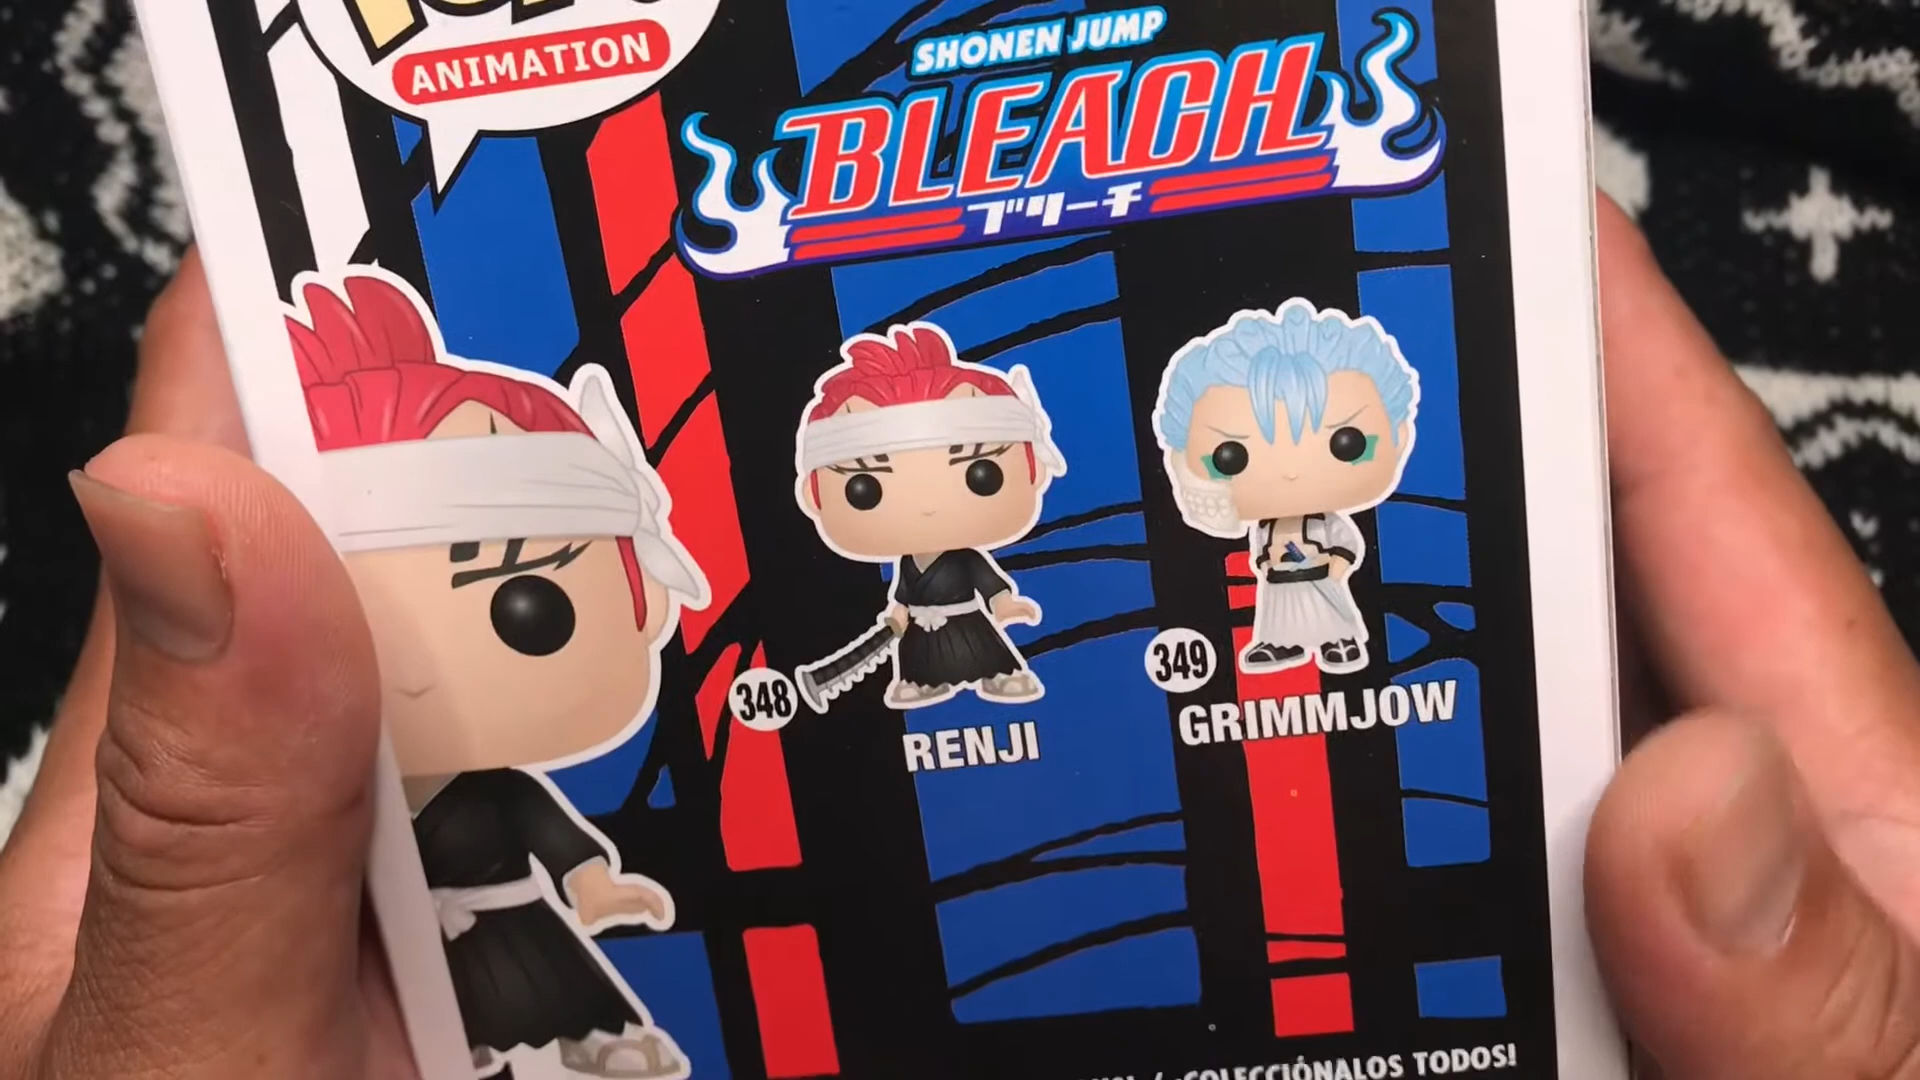 ANIMATION
SHONEN JUMP
BLEACH
ブリーチ
348
RENJI
349
GRIMMJOW
/ ¡COLECCIÓNALOS TODOS!